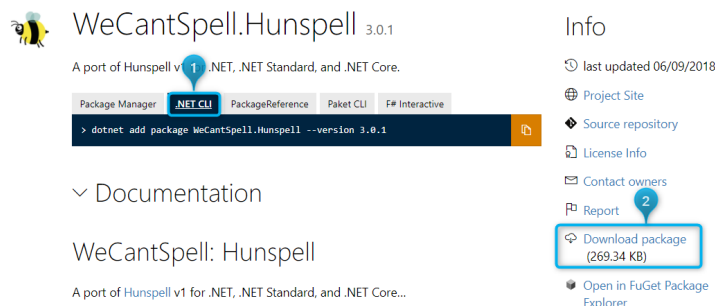 WeCantSpell.Hunspell 3.0.1
A port of Hunspell v1 for .NET, .NET Standard, and .NET Core.
1
Package Manager .NET CLI PackageReference Paket CLI F# Interactive
> dotnet add package WeCantSpell.Hunspell --version 3.0.1
Documentation
WeCantSpell: Hunspell
A port of Hunspell v1 for .NET, .NET Standard, and .NET Core...
Info
last updated 06/09/2018
Project Site
Source repository
License Info
Contact owners
2
Report
Download package
(269.34 KB)
Open in FuGet Package
Explorer